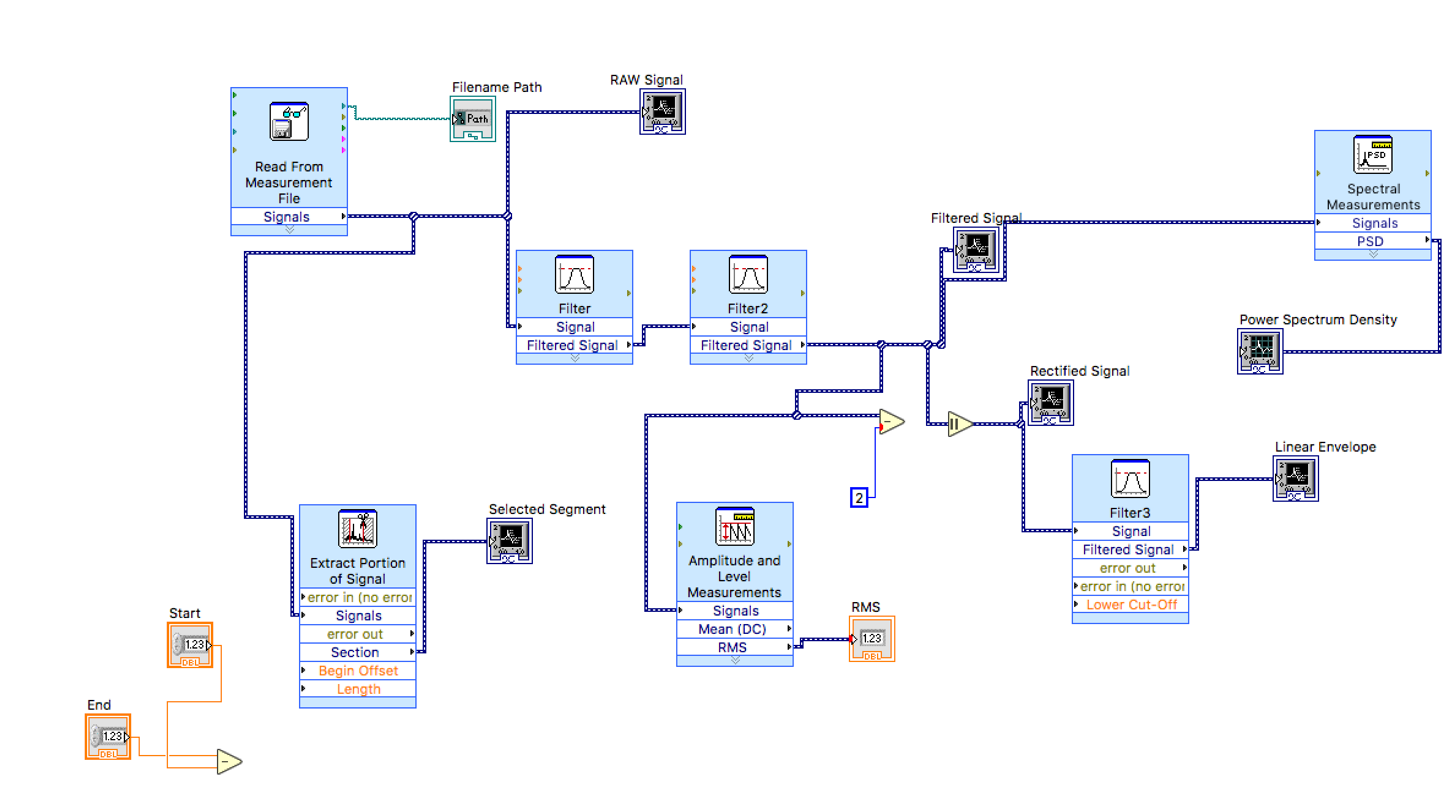 Filename Path
RAW Signal
Path
Read From
Measurement
File
Signals
PSD
Spectral
Measurements
Signals
PSD
Filtered Signal
Filter
Signal
Filtered Signal
Filter2
Signal
Filtered Signal
Power Spectrum Density
Rectified Signal
Linear Envelope
2
Filter3
Signal
Filtered Signal
error out
error in (no error
Lower Cut-Off
Selected Segment
Extract Portion
of Signal
error in (no error
Signals
error out
Section
Begin Offset
Length
Amplitude and
Level
Measurements
Signals
Mean (DC)
RMS
RMS
1.23
DBL
Start
1.23
DBL
End
1.23
DBL